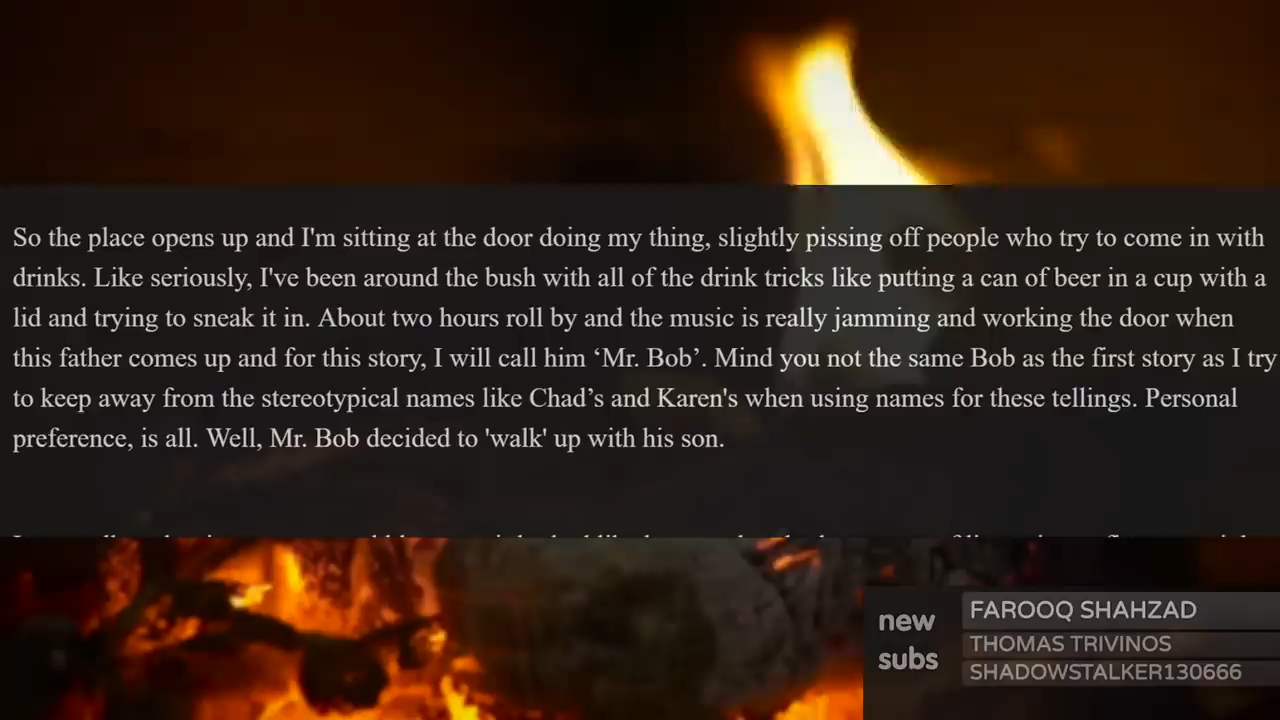 So the place opens up and I'm sitting at the door doing my thing, slightly pissing off people who try to come in with
drinks. Like seriously, I've been around the bush with all of the drink tricks like putting a can of beer in a cup with a
lid and trying to sneak it in. About two hours roll by and the music is really jamming and working the door when
this father comes up and for this story, I will call him ‘Mr. Bob’. Mind you not the same Bob as the first story as I try
to keep away from the stereotypical names like Chad’s and Karen's when using names for these tellings. Personal
preference, is all. Well, Mr. Bob decided to 'walk' up with his son.
new
subs
FAROOQ SHAHZAD
THOMAS TRIVINOS
SHADOWSTALKER130666